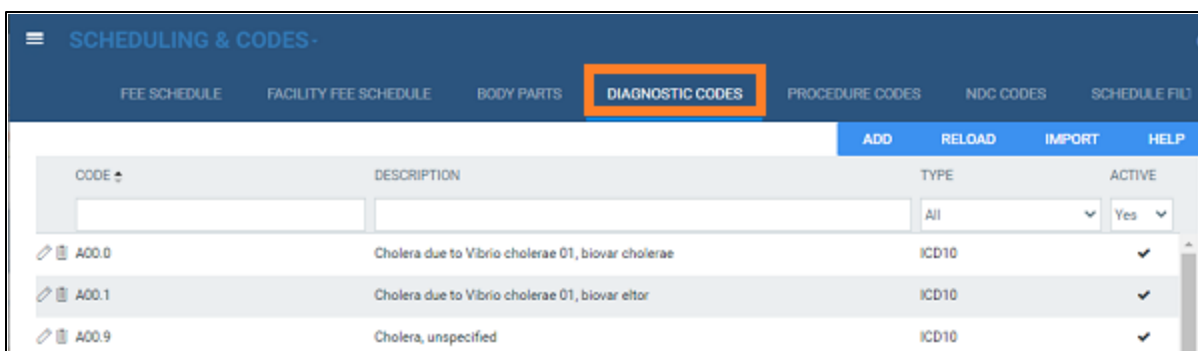 SCHEDULING & CODES -
FEE SCHEDULE FACILITY FEE SCHEDULE BODY PARTS DIAGNOSTIC CODES PROCEDURE CODES NDC CODES SCHEDULE FILT
ADD RELOAD IMPORT HELP
CODE DESCRIPTION TYPE ACTIVE
All Yes
A00.0 Cholera due to Vibrio cholerae 01, biovar cholerae ICD10
A00.1 Cholera due to Vibrio cholerae 01, biovar eltor ICD10
A00.9 Cholera, unspecified ICD10